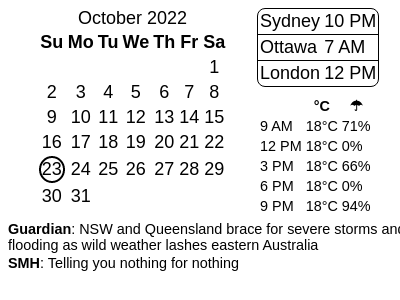 October 2022
Su Mo Tu We Th Fr Sa
1
2 3 4 5 6 7 8
9 10 11 12 13 14 15
16 17 18 19 20 21 22
23 24 25 26 27 28 29
30 31
Sydney 10 PM
Ottawa 7 AM
London 12 PM
°C ☂
9 AM 18°C 71%
12 PM 18°C 0%
3 PM 18°C 66%
6 PM 18°C 0%
9 PM 18°C 94%
Guardian: NSW and Queensland brace for severe storms and
flooding as wild weather lashes eastern Australia
SMH: Telling you nothing for nothing